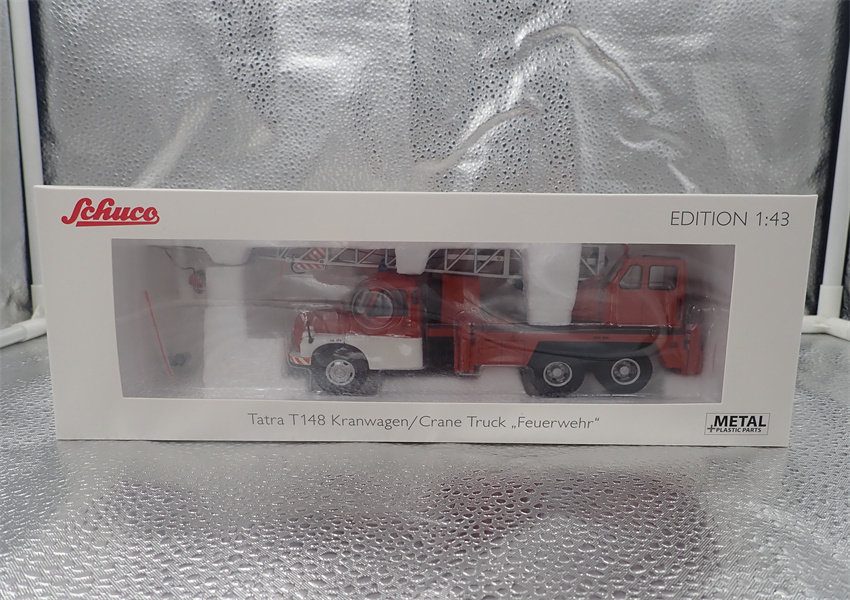 Schuco
EDITION 1:43
Tatra T148 Kranwagen/Crane Truck „Feuerwehr“
METAL
+PLASTIC PARTS